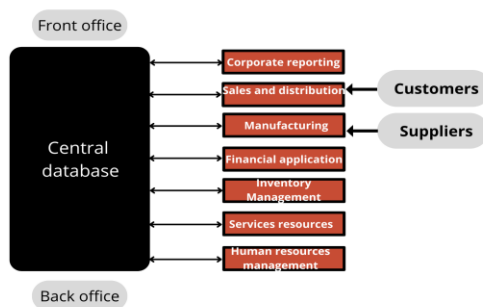 Front office
Central
database
Back office
Corporate reporting
Sales and distribution
Manufacturing
Financial application
Inventory
Management
Services resources
Human resources
management
Customers
Suppliers